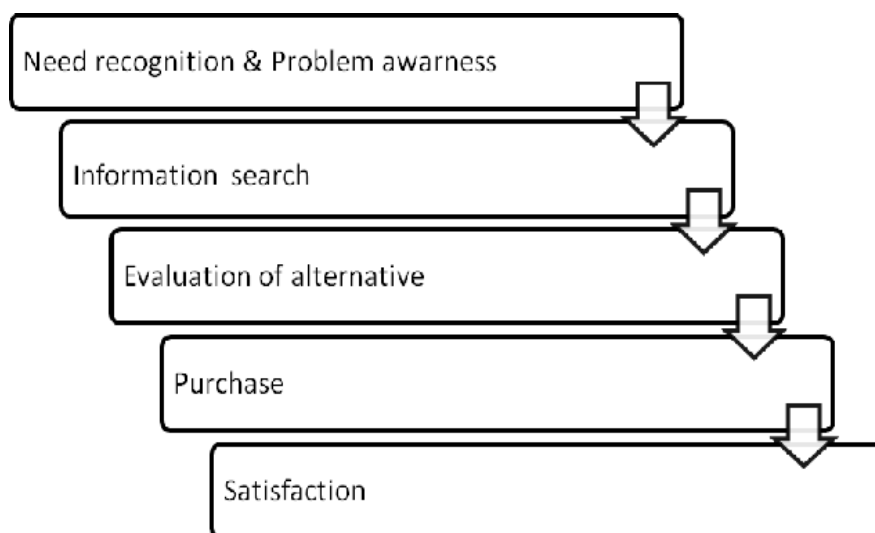 Need recognition & Problem awarness
Information search
Evaluation of alternative
Purchase
Satisfaction